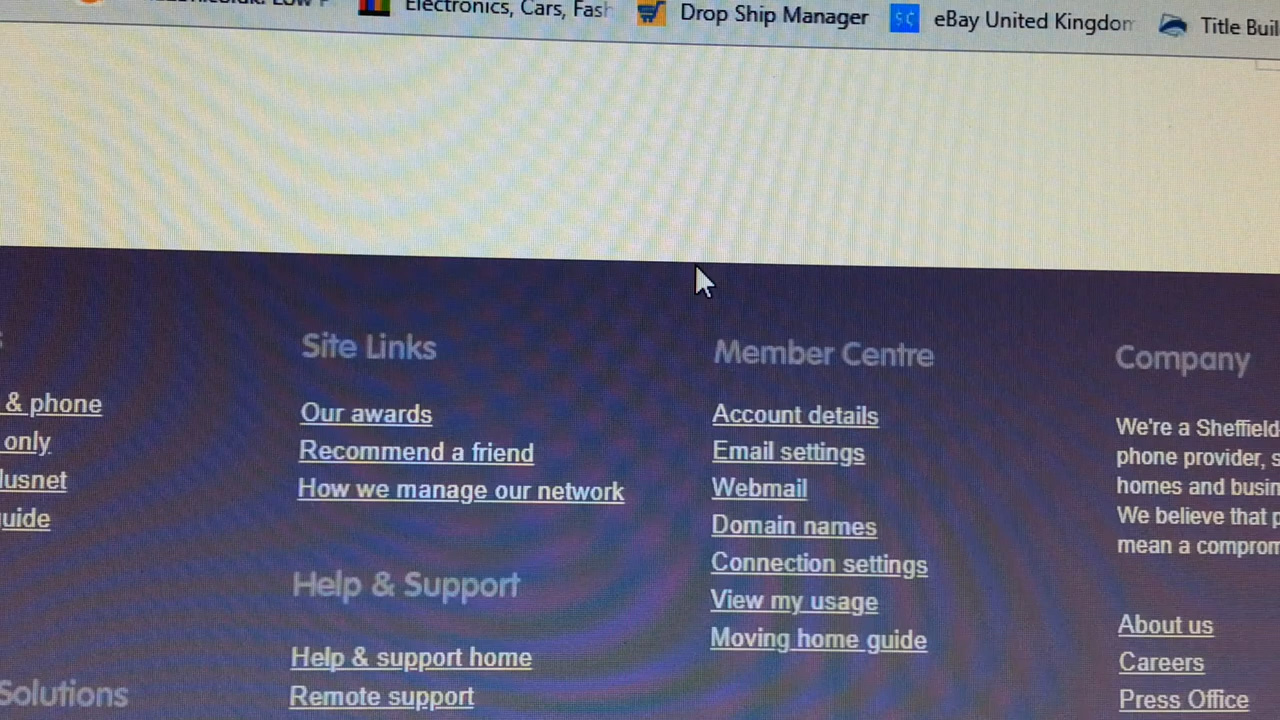 Electronics, Cars, Fash
Drop Ship Manager
eBay United Kingdom
Title Buil
& phone
only
lusnet
uide
Solutions
Site Links
Our awards
Recommend a friend
How we manage our network
Help & Support
Help & support home
Remote support
Member Centre
Account details
Email settings
Webmail
Domain names
Connection settings
View my usage
Moving home guide
Company
We're a Sheffield
phone provider, s
homes and busin
We believe that p
mean a comprom
About us
Careers
Press Office